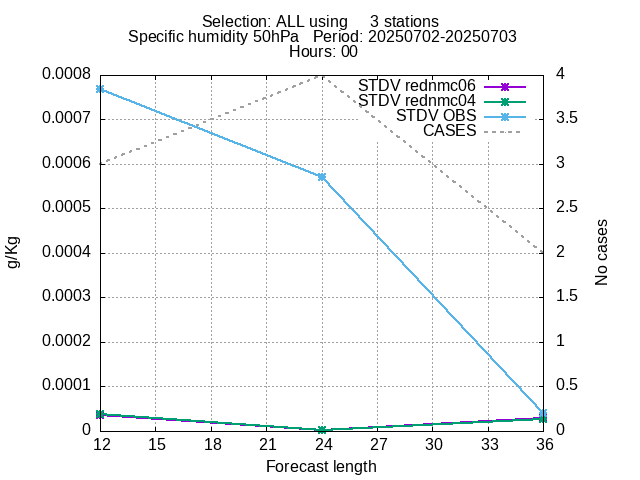 Selection: ALL using     3 stations
Specific humidity 50hPa   Period: 20250702-20250703
Hours: 00
0.0008
0.0007
0.0006
0.0005
0.0004
0.0003
0.0002
0.0001
0
g/Kg
STDV rednmc06
STDV rednmc04
STDV OBS
CASES
4
3.5
3
2.5
2
1.5
1
0.5
0
No cases
12 15 18 21 24 27 30 33 36
Forecast length